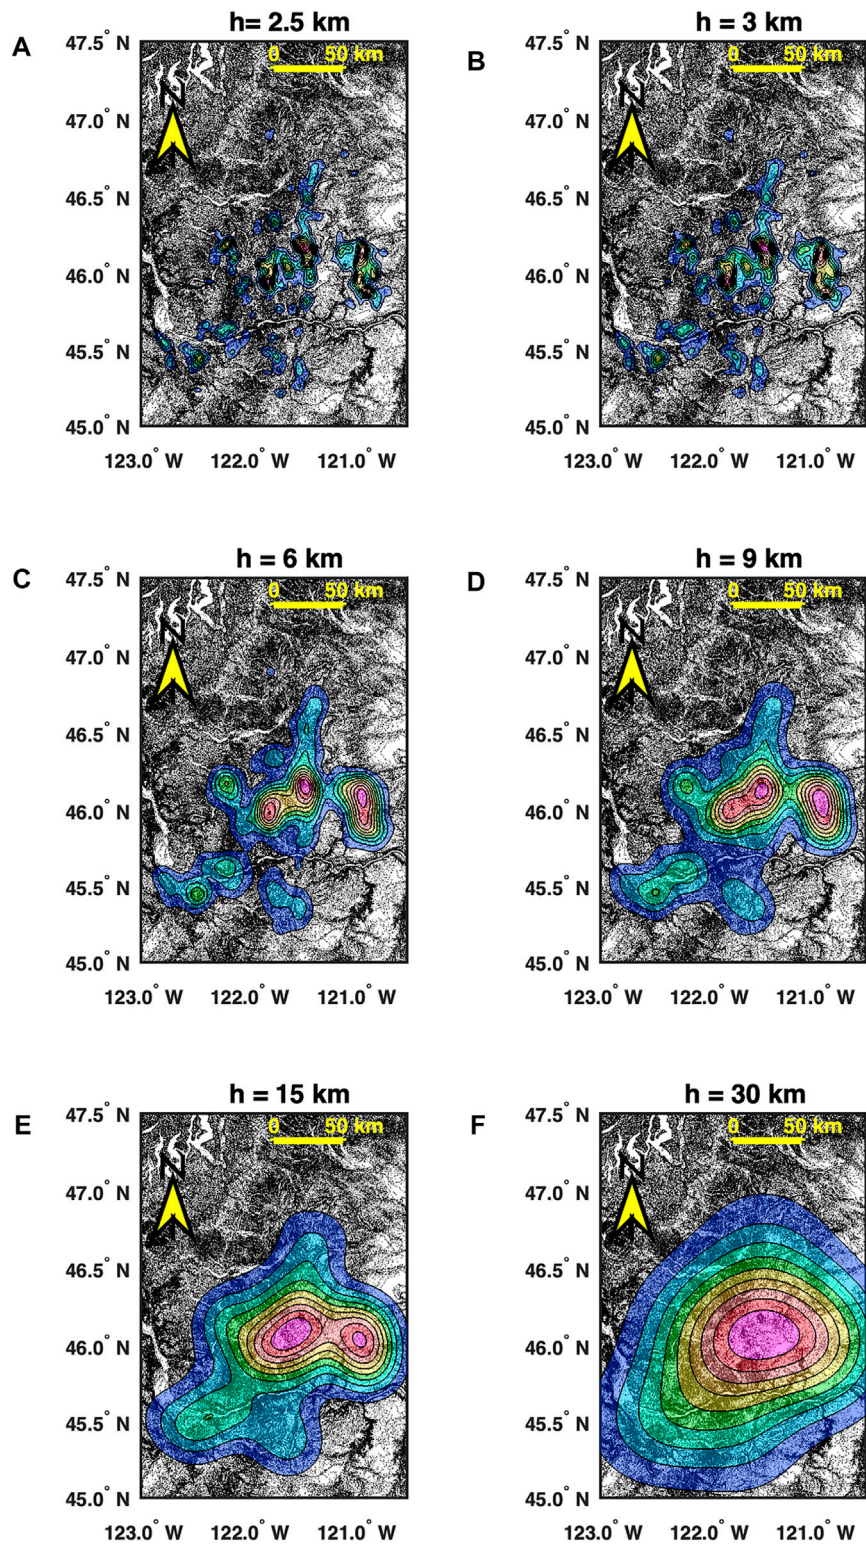 A
h= 2.5 km
47.5° N
0 50 km
N
47.0° N
46.5° N
46.0° N
45.5° N
45.0° N
123.0° W 122.0° W 121.0° W
B
h = 3 km
47.5° N
0 50 km
N
47.0° N
46.5° N
46.0° N
45.5° N
45.0° N
123.0° W 122.0° W 121.0° W
C
h = 6 km
47.5° N
0 50 km
N
47.0° N
46.5° N
46.0° N
45.5° N
45.0° N
123.0° W 122.0° W 121.0° W
D
h = 9 km
47.5° N
0 50 km
N
47.0° N
46.5° N
46.0° N
45.5° N
45.0° N
123.0° W 122.0° W 121.0° W
E
h = 15 km
47.5° N
0 50 km
N
47.0° N
46.5° N
46.0° N
45.5° N
45.0° N
123.0° W 122.0° W 121.0° W
F
h = 30 km
47.5° N
0 50 km
N
47.0° N
46.5° N
46.0° N
45.5° N
45.0° N
123.0° W 122.0° W 121.0° W